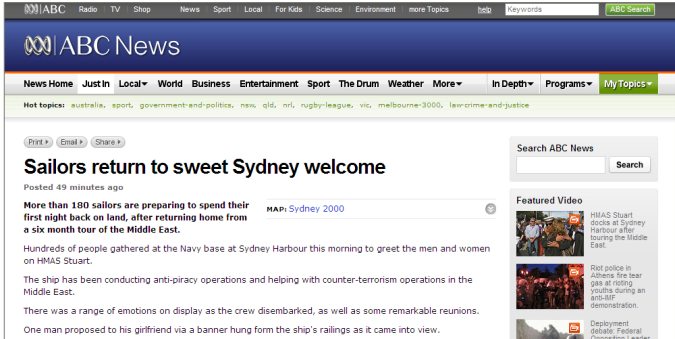 ABC Radio TV Shop News Sport Local For Kids Science Environment more Topics help Keywords ABC Search
ABC News
News Home Just In Local World Business Entertainment Sport The Drum Weather More In Depth Programs My Topics
Hot topics: australia, sport, government-and-politics, nsw, qld, nrl, rugby-league, vic, melbourne-3000, law-crime-and-justice
Print Email Share
Sailors return to sweet Sydney welcome
Posted 49 minutes ago
More than 180 sailors are preparing to spend their
first night back on land, after returning home from
a six month tour of the Middle East.
MAP: Sydney 2000
Hundreds of people gathered at the Navy base at Sydney Harbour this morning to greet the men and women
on HMAS Stuart.
The ship has been conducting anti-piracy operations and helping with counter-terrorism operations in the
Middle East.
There was a range of emotions on display as the crew disembarked, as well as some remarkable reunions.
One man proposed to his girlfriend via a banner hung form the ship's railings as it came into view.
Search ABC News
Search
Featured Video
HMAS Stuart
docks at Sydney
Harbour after
touring the Middle
East.
Riot police in
Athens fire tear
gas at rioting
youths during an
anti-IMF
demonstration.
Deployment
debate: Federal
Opposition Leader